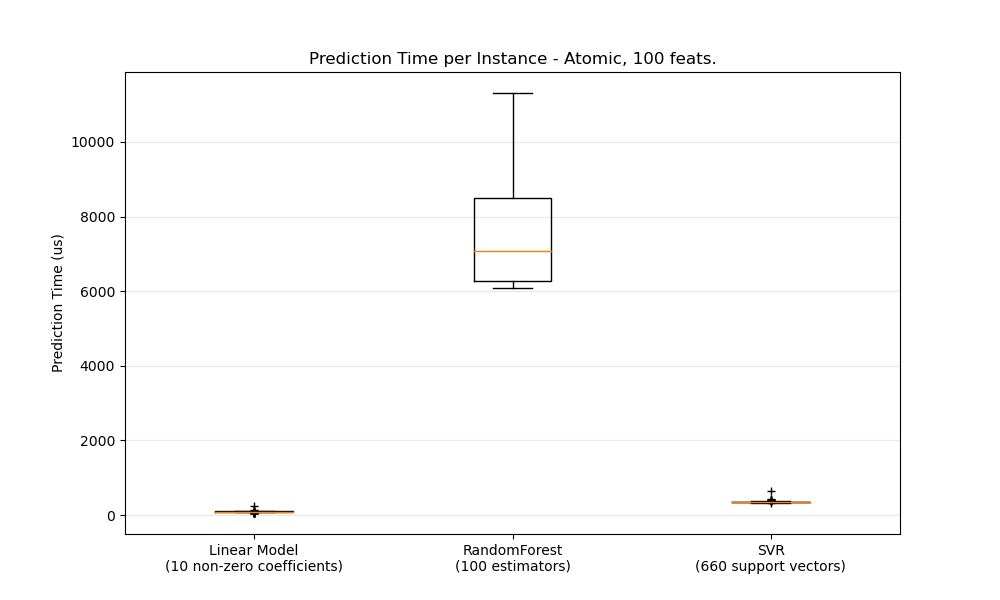 Prediction Time per Instance - Atomic, 100 feats.
Prediction Time (us)
10000
8000
6000
4000
2000
0
Linear Model
(10 non-zero coefficients)
RandomForest
(100 estimators)
SVR
(660 support vectors)